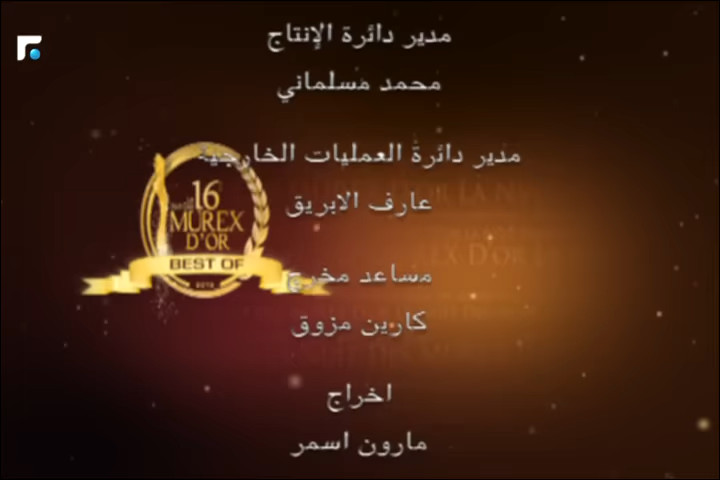 مدير دائرة الإنتاج
محمد مسلماني
مدير دائرة العمليات الخارجية
عارف الابريق
16
MUREX
D'OR
BEST OF
مساعد مخرج
كارين مزوق
اخراج
مارون اسمر